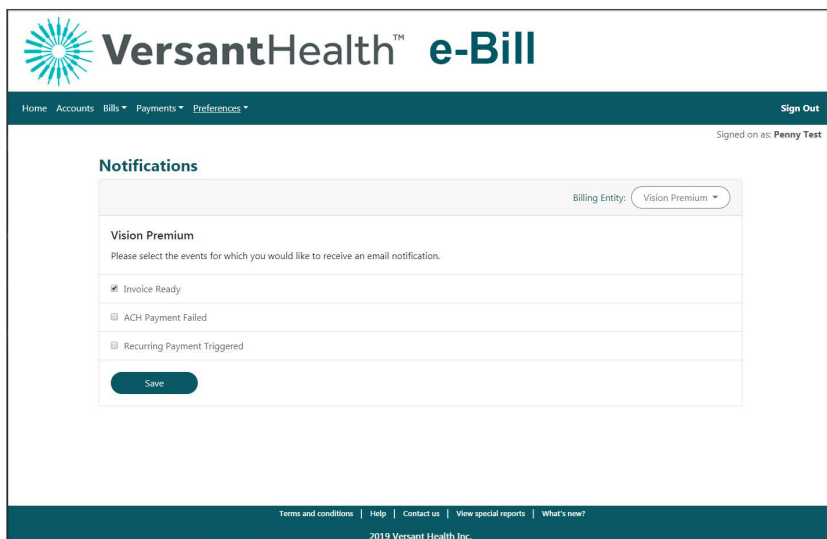 VersantHealth™ e-Bill
Home Accounts Bills Payments Preferences Sign Out
Signed on as: Penny Test
Notifications
Billing Entity: Vision Premium
Vision Premium
Please select the events for which you would like to receive an email notification.
Invoice Ready
ACH Payment Failed
Recurring Payment Triggered
Save
Terms and conditions | Help | Contact us | View special reports | What's new?
2019 Versant Health Inc.